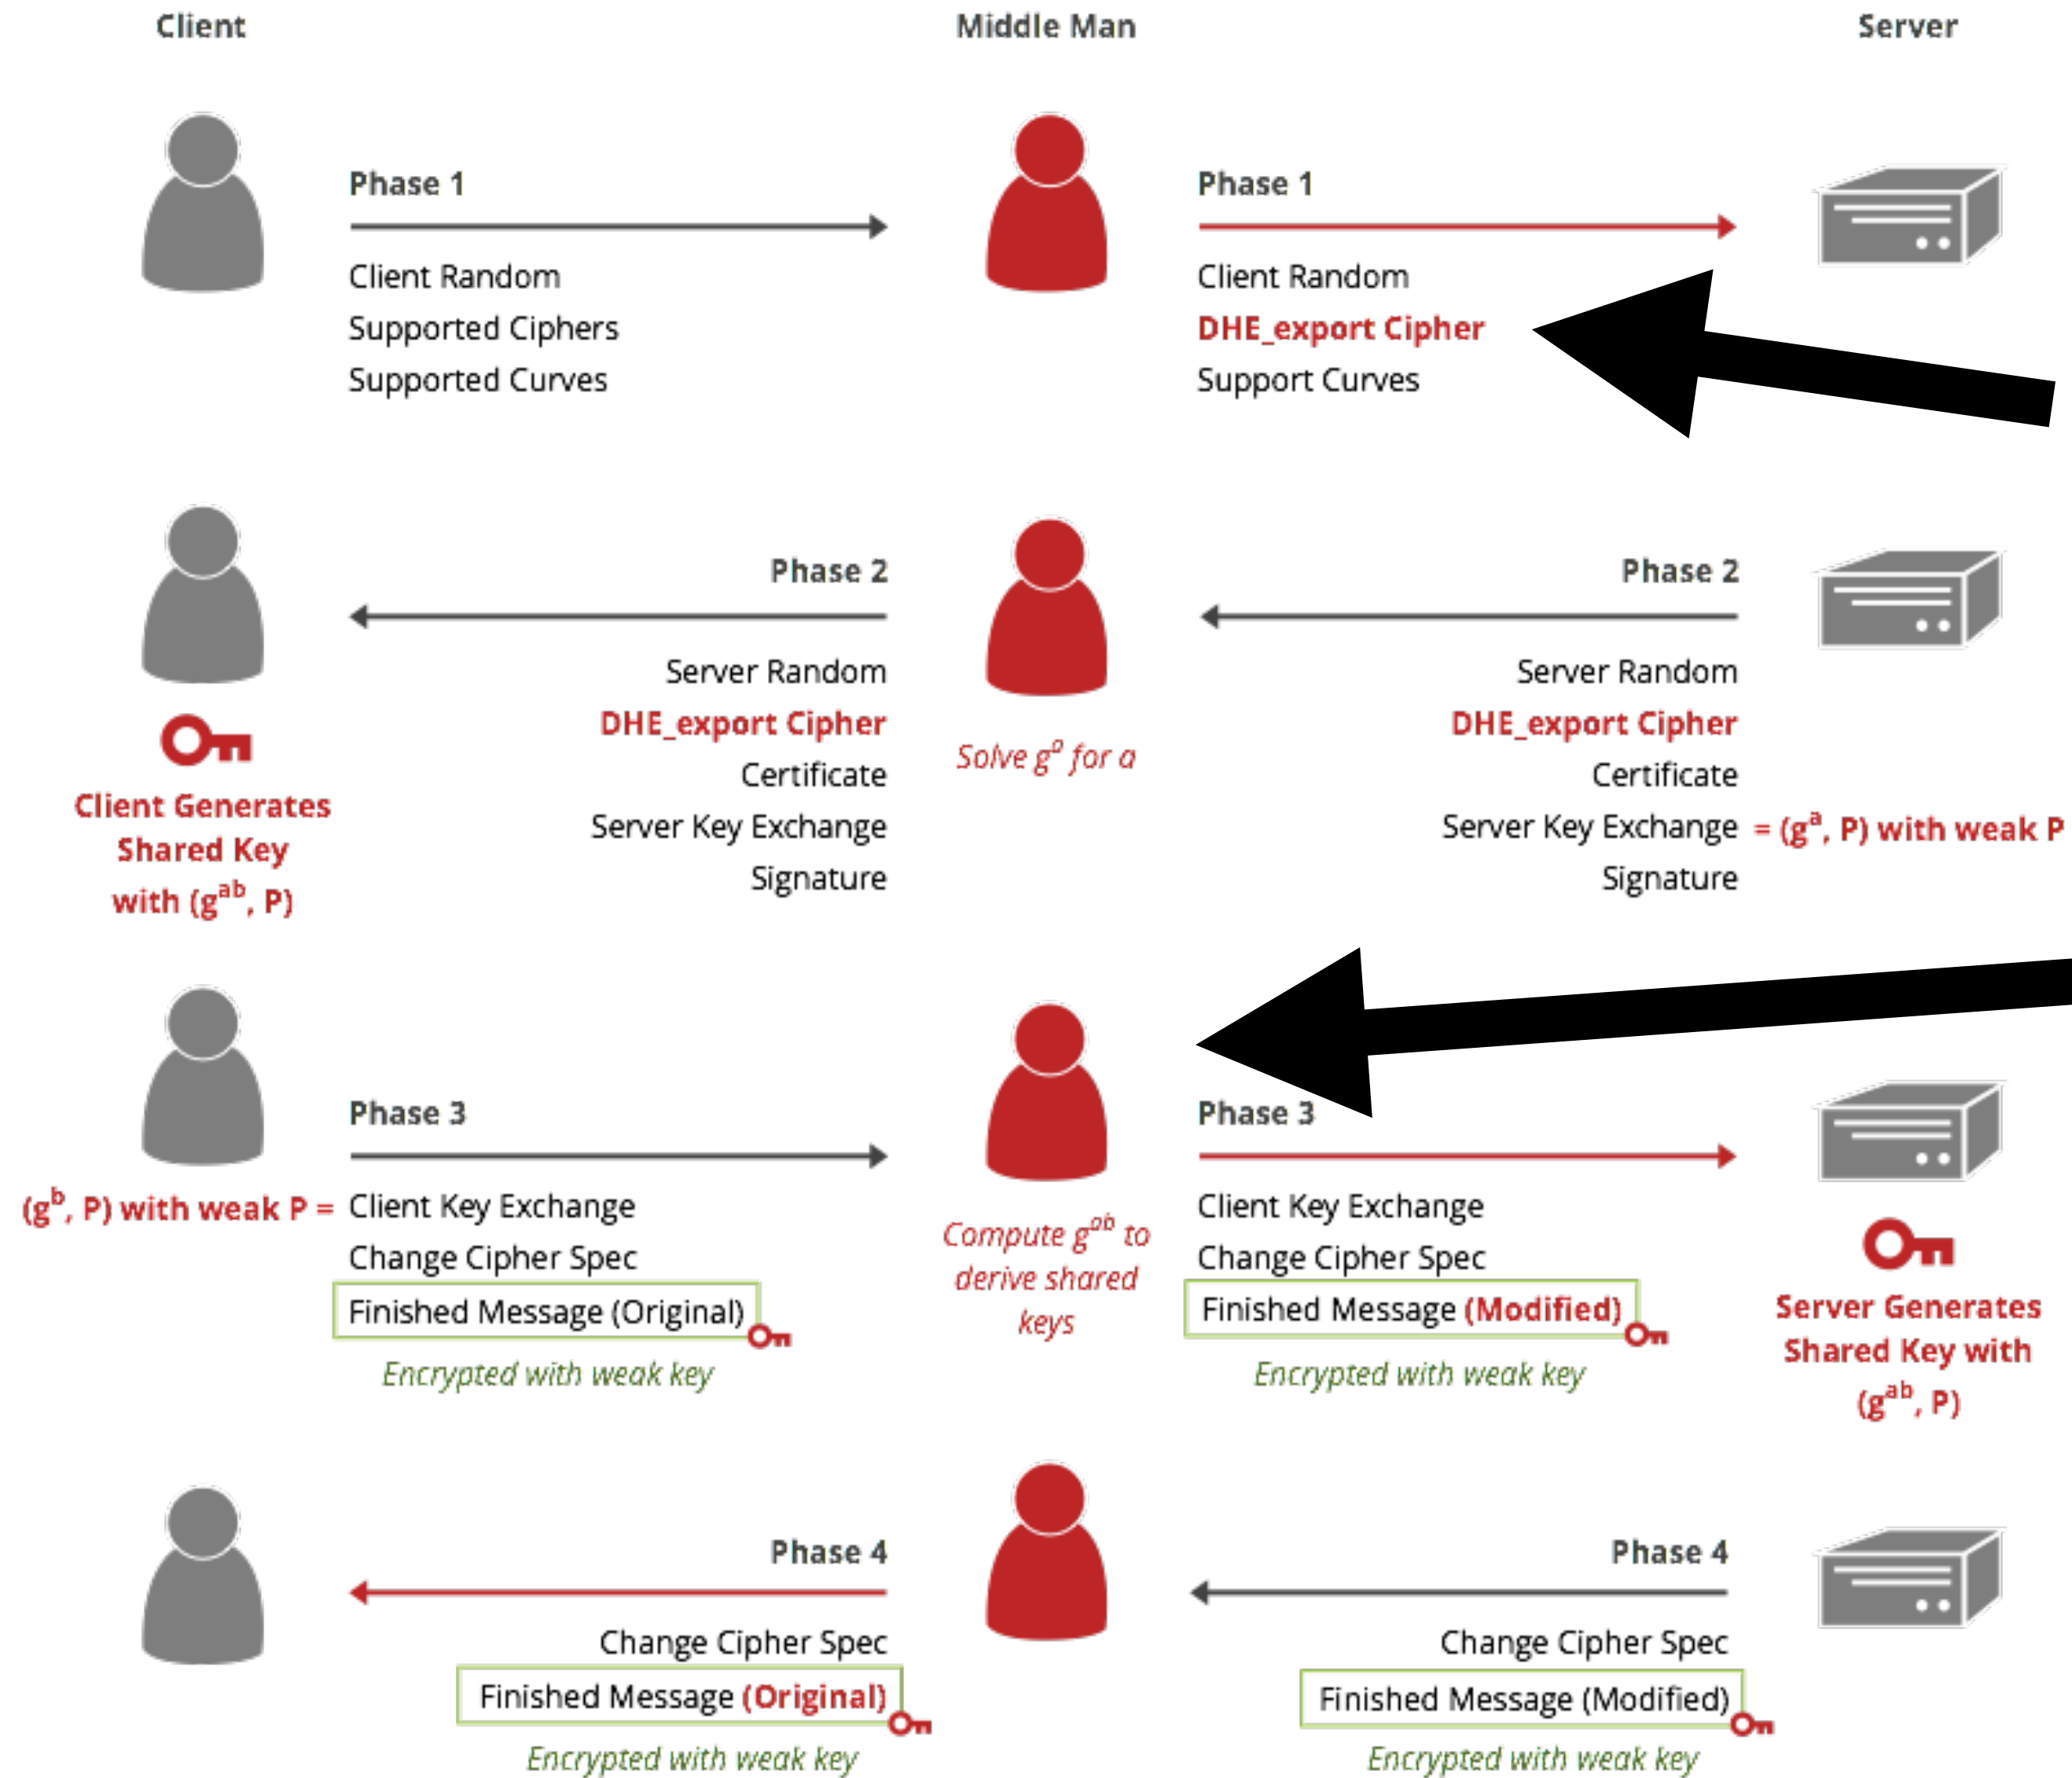 Client
Middle Man
Server
Phase 1
Client Random
Supported Ciphers
Supported Curves
Phase 1
Client Random
DHE_export Cipher
Support Curves
Phase 2
Server Random
DHE_export Cipher
Certificate
Server Key Exchange
Signature
Client Generates
Shared Key
with (gᵃᵇ, P)
Solve gᵃ for a
Phase 2
Server Random
DHE_export Cipher
Certificate
Server Key Exchange = (gᵃ, P) with weak P
Signature
Phase 3
(gᵇ, P) with weak P = Client Key Exchange
Change Cipher Spec
Finished Message (Original)
Encrypted with weak key
Compute gᵃᵇ to
derive shared
keys
Phase 3
Client Key Exchange
Change Cipher Spec
Finished Message (Modified)
Encrypted with weak key
Server Generates
Shared Key with
(gᵃᵇ, P)
Phase 4
Change Cipher Spec
Finished Message (Original)
Encrypted with weak key
Phase 4
Change Cipher Spec
Finished Message (Modified)
Encrypted with weak key